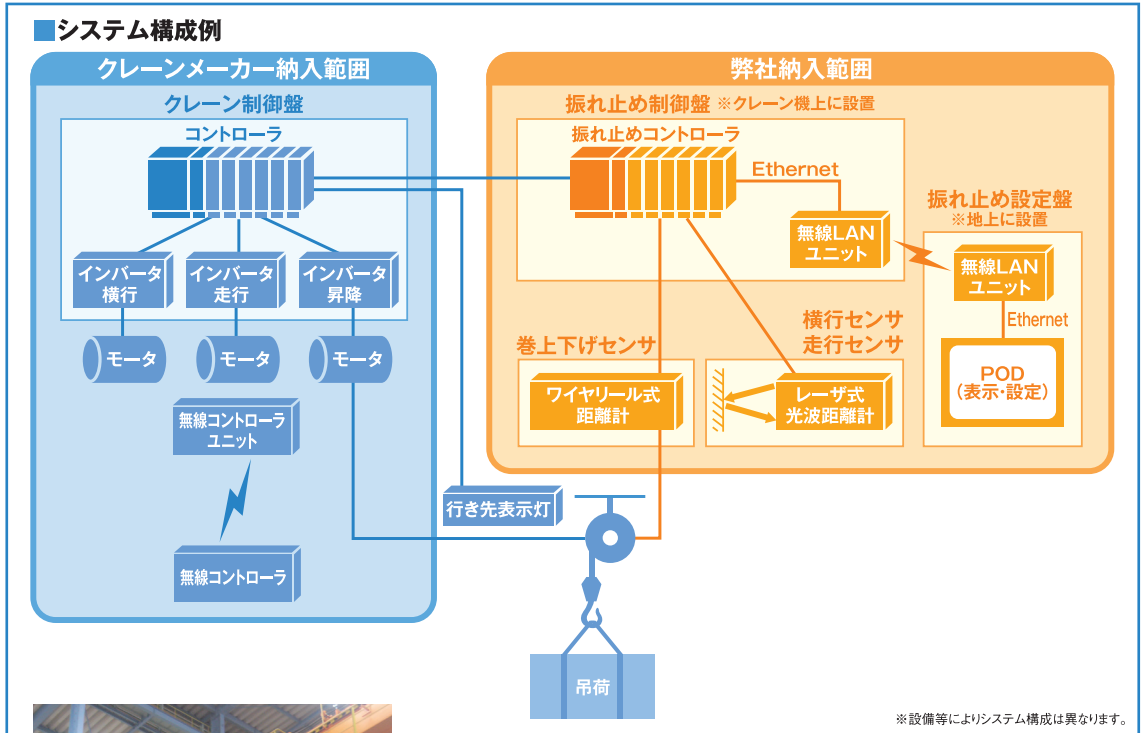 ■システム構成例
クレーンメーカー納入範囲
クレーン制御盤
コントローラ
インバータ
横行
インバータ
走行
インバータ
昇降
モータ
モータ
モータ
無線コントローラ
ユニット
無線コントローラ
行き先表示灯
吊荷
弊社納入範囲
振れ止め制御盤 ※クレーン機上に設置
振れ止めコントローラ
Ethernet
無線LAN
ユニット
振れ止め設定盤
※地上に設置
無線LAN
ユニット
Ethernet
POD
(表示・設定)
巻上下げセンサ
ワイヤリール式
距離計
横行センサ
走行センサ
レーザ式
光波距離計
※設備等によりシステム構成は異なります。